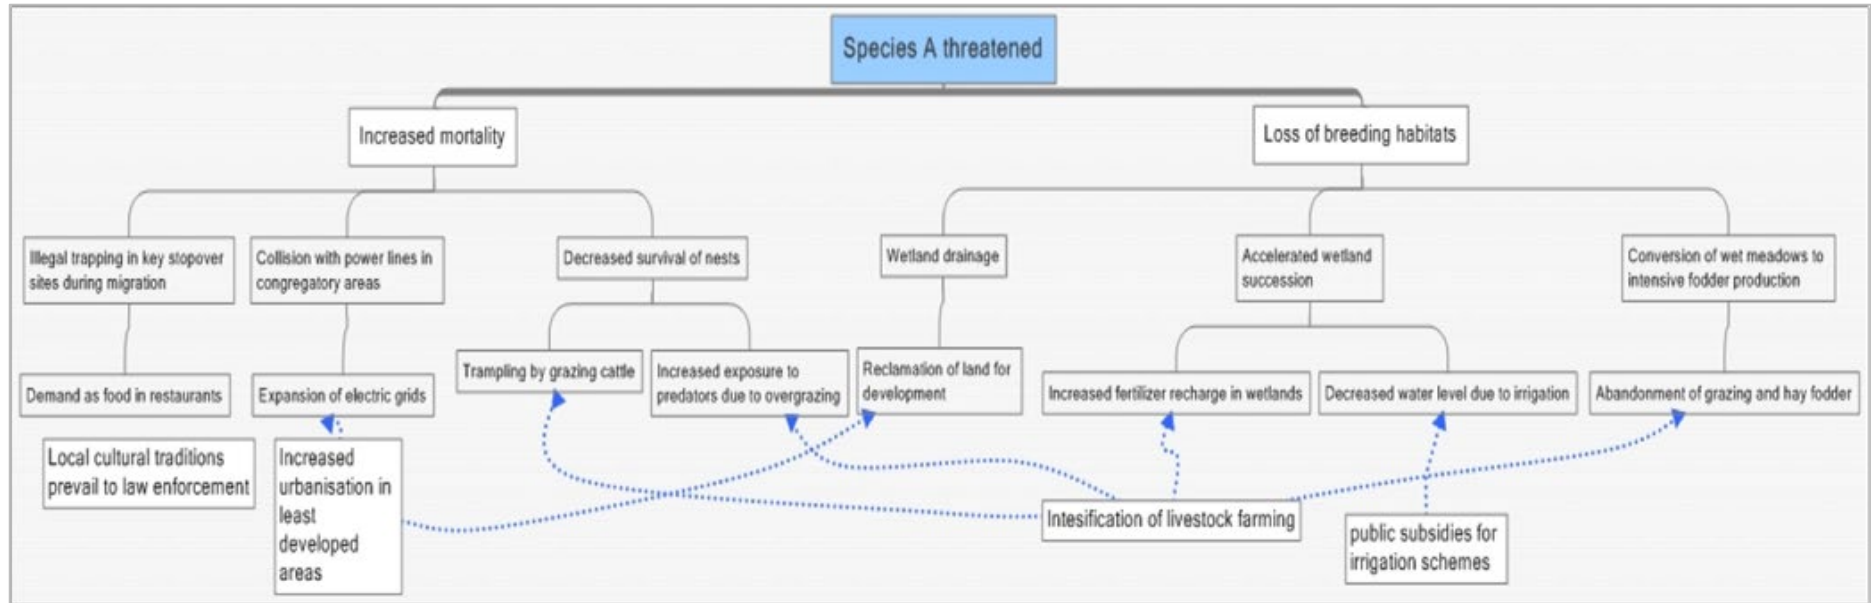 Species A threatened
Increased mortality
Loss of breeding habitats
Illegal trapping in key stopover
sites during migration
Collision with power lines in
congregatory areas
Decreased survival of nests
Wetland drainage
Accelerated wetland
succession
Conversion of wet meadows to
intensive fodder production
Demand as food in restaurants
Expansion of electric grids
Trampling by grazing cattle
Increased exposure to
predators due to overgrazing
Reclamation of land for
development
Increased fertilizer recharge in wetlands
Decreased water level due to irrigation
Abandonment of grazing and hay fodder
Local cultural traditions
prevail to law enforcement
Increased
urbanisation in
least
developed
areas
Intesification of livestock farming
public subsidies for
irrigation schemes